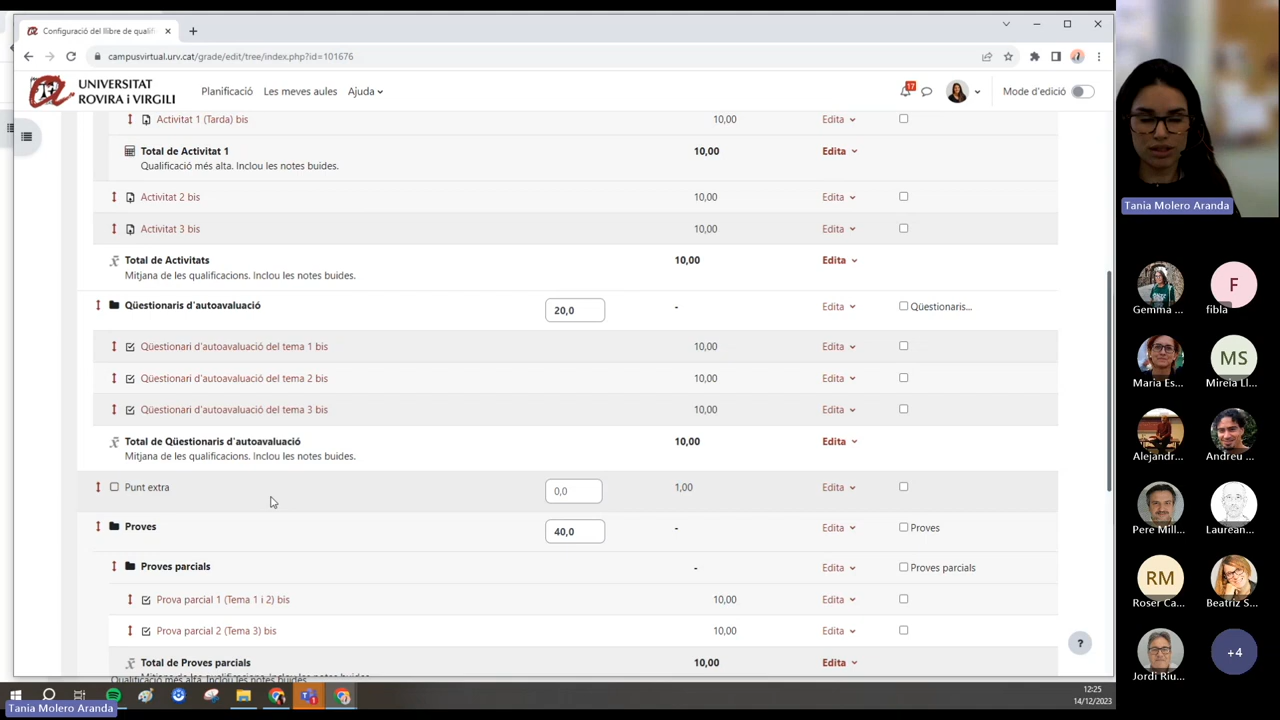 Configuració del llibre de qualifi
campusvirtual.urv.cat/grade/edit/tree/index.php?id=101676
UNIVERSITAT
ROVIRA i VIRGILI
Planificació
Les meves aules
Ajuda
17
Mode d'edició
Activitat 1 (Tarda) bis
10,00
Edita
Total de Activitat 1
10,00
Edita
Qualificació més alta. Inclou les notes buides.
Activitat 2 bis
10,00
Edita
Activitat 3 bis
10,00
Edita
Total de Activitats
10,00
Edita
Mitjana de les qualificacions. Inclou les notes buides.
Qüestionaris d'autoavaluació
20,0
-
Edita
Qüestionaris...
Qüestionari d'autoavaluació del tema 1 bis
10,00
Edita
Qüestionari d'autoavaluació del tema 2 bis
10,00
Edita
Qüestionari d'autoavaluació del tema 3 bis
10,00
Edita
Total de Qüestionaris d'autoavaluació
10,00
Edita
Mitjana de les qualificacions. Inclou les notes buides.
Punt extra
0,0
1,00
Edita
Proves
40,0
-
Edita
Proves
Proves parcials
-
Edita
Proves parcials
Prova parcial 1 (Tema 1 i 2) bis
10,00
Edita
Prova parcial 2 (Tema 3) bis
10,00
Edita
Total de Proves parcials
10,00
Edita
Qualificació més alta. Inclou les notes buides.
?
12:25
14/12/2023
Tania Molero Aranda
Tania Molero Aranda
Gemma ...
F
fibla
Maria Es...
MS
Mireia Ll...
Alejandr...
Andreu ...
Pere Mill...
Laurean...
RM
Roser Ca...
Beatriz S...
Jordi Riu...
+4